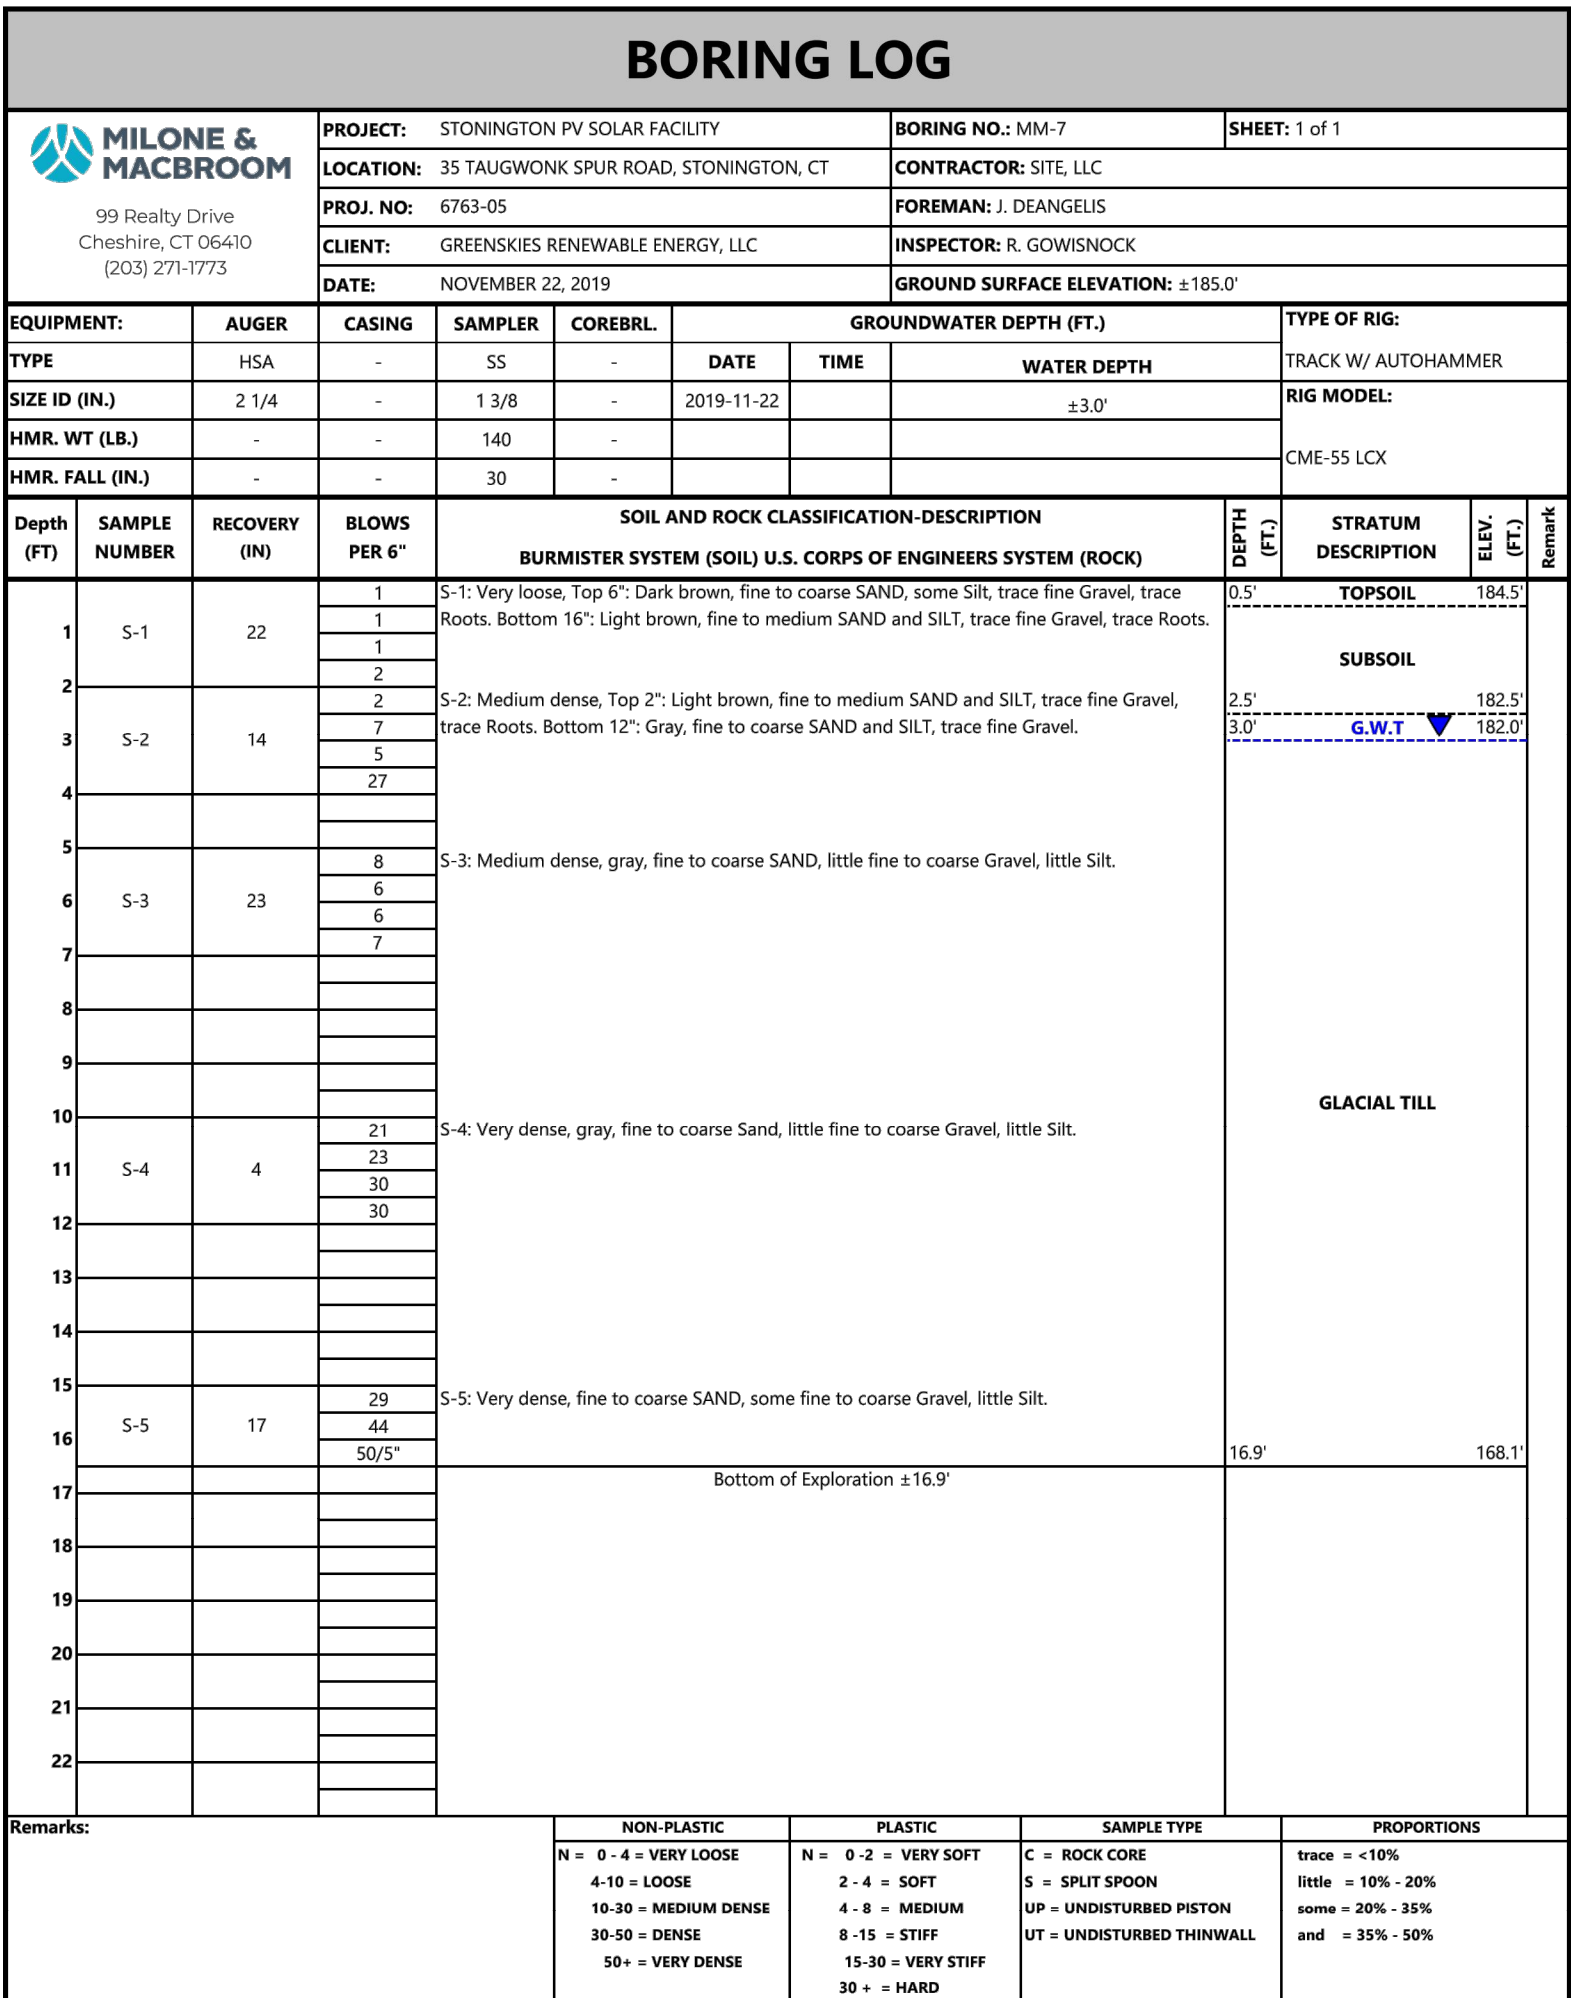 BORING LOG
MILONE &
MACBROOM
99 Realty Drive
Cheshire, CT 06410
(203) 271-1773
PROJECT: STONINGTON PV SOLAR FACILITY BORING NO.: MM-7 SHEET: 1 of 1
LOCATION: 35 TAUGWONK SPUR ROAD, STONINGTON, CT CONTRACTOR: SITE, LLC
PROJ. NO: 6763-05 FOREMAN: J. DEANGELIS
CLIENT: GREENSKIES RENEWABLE ENERGY, LLC INSPECTOR: R. GOWISNOCK
DATE: NOVEMBER 22, 2019 GROUND SURFACE ELEVATION: ±185.0'
EQUIPMENT: AUGER CASING SAMPLER COREBRL. GROUNDWATER DEPTH (FT.) TYPE OF RIG:
TYPE HSA - SS - DATE TIME WATER DEPTH TRACK W/ AUTOHAMMER
SIZE ID (IN.) 2 1/4 - 1 3/8 - 2019-11-22 ±3.0' RIG MODEL:
HMR. WT (LB.) - - 140 -
CME-55 LCX
HMR. FALL (IN.) - - 30 -
Depth (FT) SAMPLE NUMBER RECOVERY (IN) BLOWS PER 6" SOIL AND ROCK CLASSIFICATION-DESCRIPTION BURMISTER SYSTEM (SOIL) U.S. CORPS OF ENGINEERS SYSTEM (ROCK) DEPTH (FT.) STRATUM DESCRIPTION ELEV. (FT.) Remark
1 S-1: Very loose, Top 6": Dark brown, fine to coarse SAND, some Silt, trace fine Gravel, trace 0.5' TOPSOIL 184.5'
1 Roots. Bottom 16": Light brown, fine to medium SAND and SILT, trace fine Gravel, trace Roots.
1 S-1 22
1
SUBSOIL
2
2
2 S-2: Medium dense, Top 2": Light brown, fine to medium SAND and SILT, trace fine Gravel, 2.5' 182.5'
7 trace Roots. Bottom 12": Gray, fine to coarse SAND and SILT, trace fine Gravel. 3.0' G.W.T 182.0'
3 S-2 14
5
27
4
5
8 S-3: Medium dense, gray, fine to coarse SAND, little fine to coarse Gravel, little Silt.
6
6 S-3 23
6
7
7
8
9
GLACIAL TILL
10
21 S-4: Very dense, gray, fine to coarse Sand, little fine to coarse Gravel, little Silt.
23
11 S-4 4
30
30
12
13
14
15
29 S-5: Very dense, fine to coarse SAND, some fine to coarse Gravel, little Silt.
S-5 17 44
16
50/5" 16.9' 168.1'
Bottom of Exploration ±16.9'
17
18
19
20
21
22
Remarks:
NON-PLASTIC
N = 0 - 4 = VERY LOOSE
4-10 = LOOSE
10-30 = MEDIUM DENSE
30-50 = DENSE
50+ = VERY DENSE
PLASTIC
N = 0 -2 = VERY SOFT
2 - 4 = SOFT
4 - 8 = MEDIUM
8 -15 = STIFF
15-30 = VERY STIFF
30 + = HARD
SAMPLE TYPE
C = ROCK CORE
S = SPLIT SPOON
UP = UNDISTURBED PISTON
UT = UNDISTURBED THINWALL
PROPORTIONS
trace = <10%
little = 10% - 20%
some = 20% - 35%
and = 35% - 50%